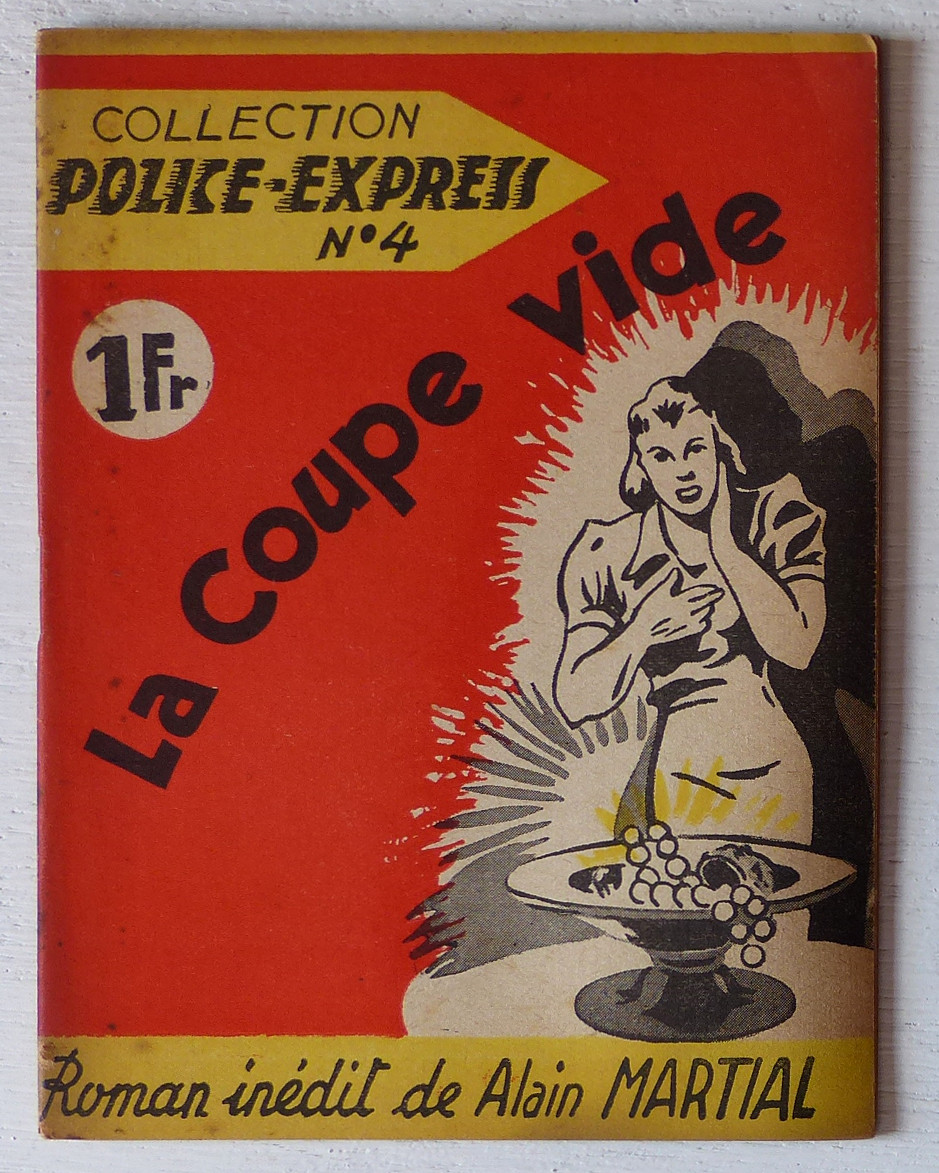 COLLECTION
POLICE-EXPRESS
N°4
1Fr
La Coupe vide
Roman inédit de Alain MARTIAL